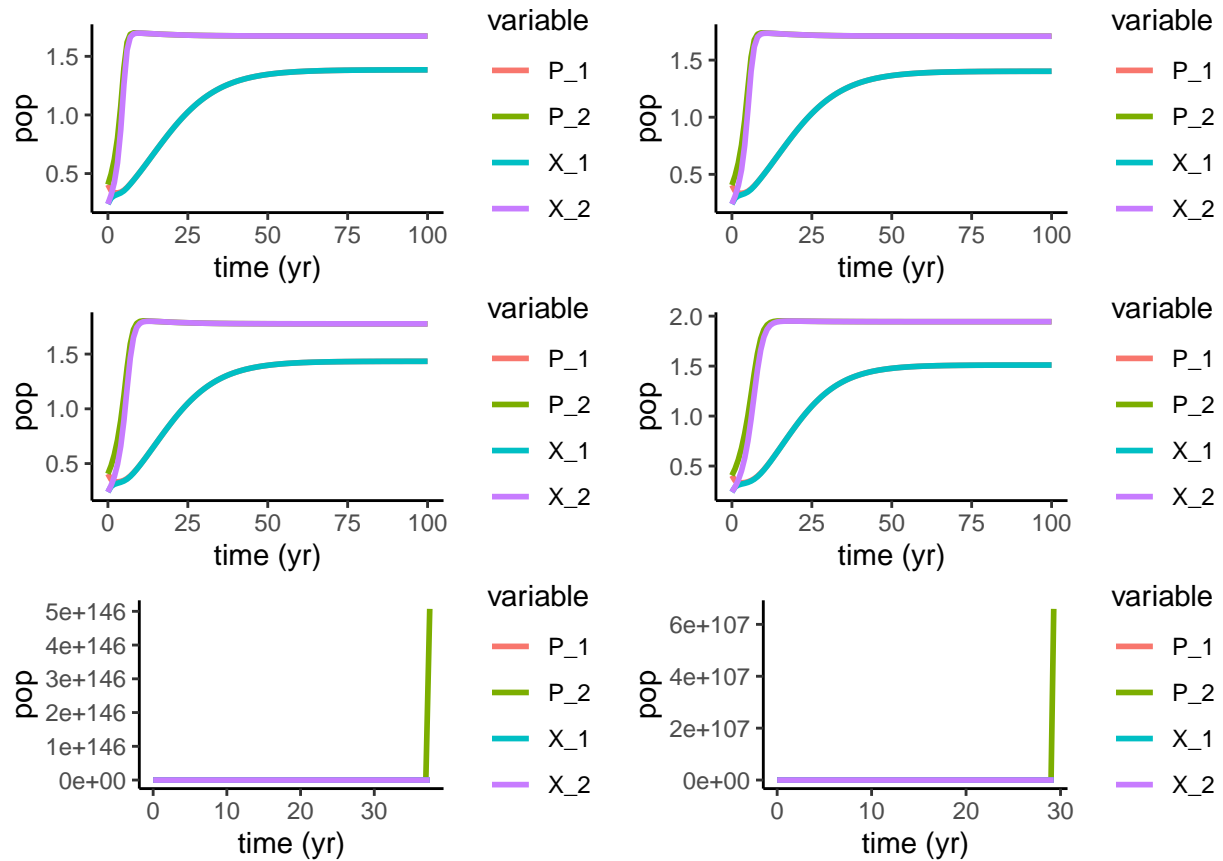 variable
1.5
1.0
0.5
pop
P_1
P_2
X_1
X_2
0 25 50 75 100
time (yr)
variable
1.5
1.0
0.5
pop
P_1
P_2
X_1
X_2
0 25 50 75 100
time (yr)
variable
1.5
1.0
0.5
pop
P_1
P_2
X_1
X_2
0 25 50 75 100
time (yr)
variable
2.0
1.5
1.0
0.5
pop
P_1
P_2
X_1
X_2
0 25 50 75 100
time (yr)
variable
5e+146
4e+146
3e+146
2e+146
1e+146
0e+00
pop
P_1
P_2
X_1
X_2
0 10 20 30
time (yr)
variable
6e+107
4e+107
2e+107
0e+00
pop
P_1
P_2
X_1
X_2
0 10 20 30
time (yr)